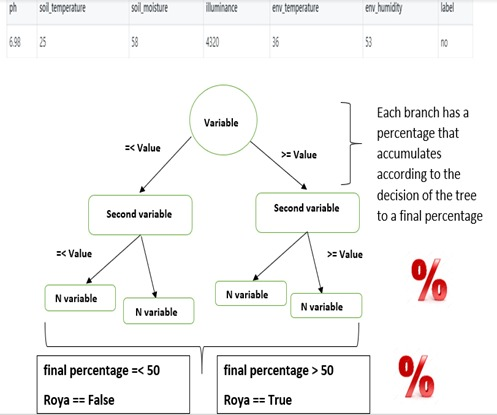 ph soil_temperature soil_moisture illuminance env_temperature env_humidity label
6.98 25 58 4320 36 53 no
Variable
=< Value
>= Value
Each branch has a
percentage that
accumulates
according to the
decision of the tree
to a final percentage
Second variable
Second variable
=< Value
>= Value
N variable
N variable
N variable
N variable
%
final percentage =< 50
Roya == False
final percentage > 50
Roya == True
%